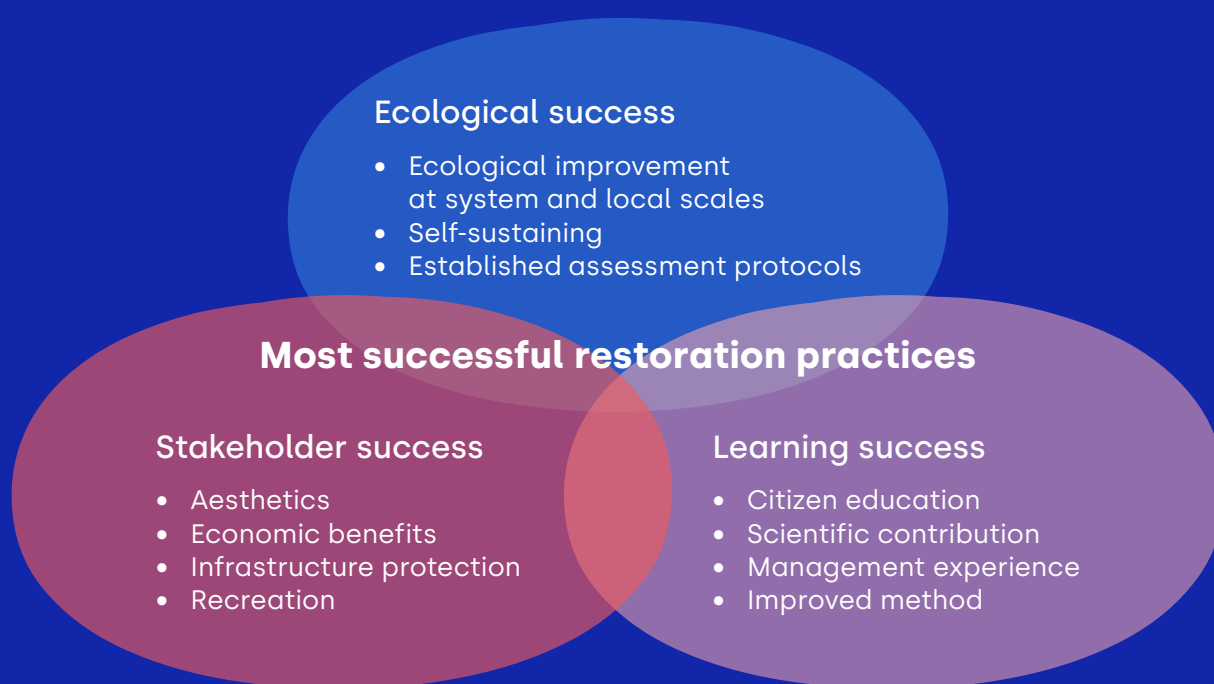 Ecological success
• Ecological improvement
at system and local scales
• Self-sustaining
• Established assessment protocols
Most successful restoration practices
Stakeholder success
• Aesthetics
• Economic benefits
• Infrastructure protection
• Recreation
Learning success
• Citizen education
• Scientific contribution
• Management experience
• Improved method